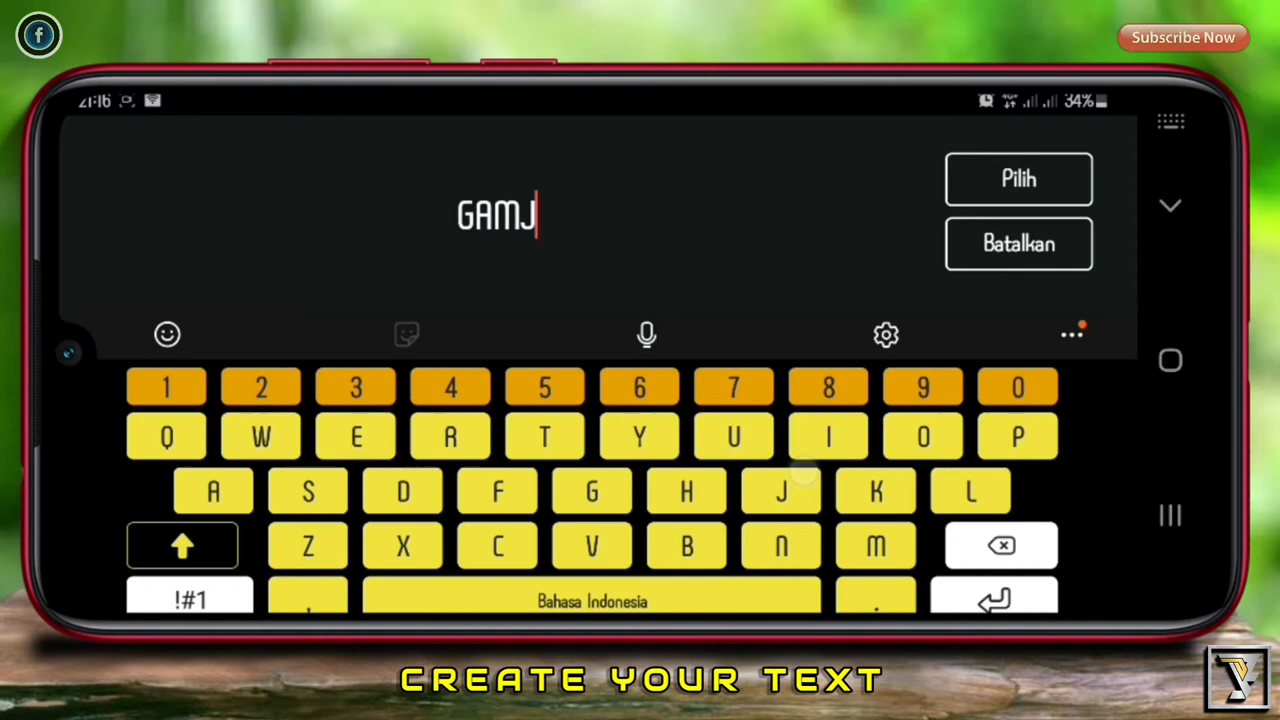 f
Subscribe Now
21:16
4G+
34%
GAMJ
Pilih
Batalkan
1 2 3 4 5 6 7 8 9 0
Q W E R T Y U I O P
A S D F G H J K L
Z X C V B N M
!#1 , Bahasa Indonesia .
CREATE YOUR TEXT